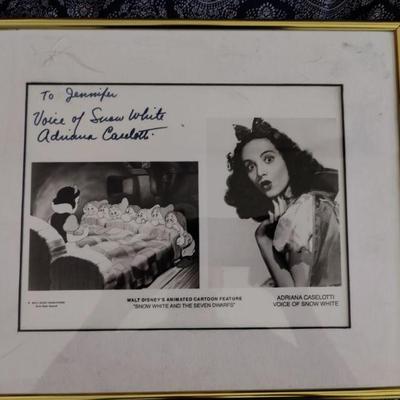 To Jennifer
Voice of Snow White
Adriana Caselotti
WALT DISNEY'S ANIMATED CARTOON FEATURE
"SNOW WHITE AND THE SEVEN DWARFS"
ADRIANA CASELOTTI
VOICE OF SNOW WHITE